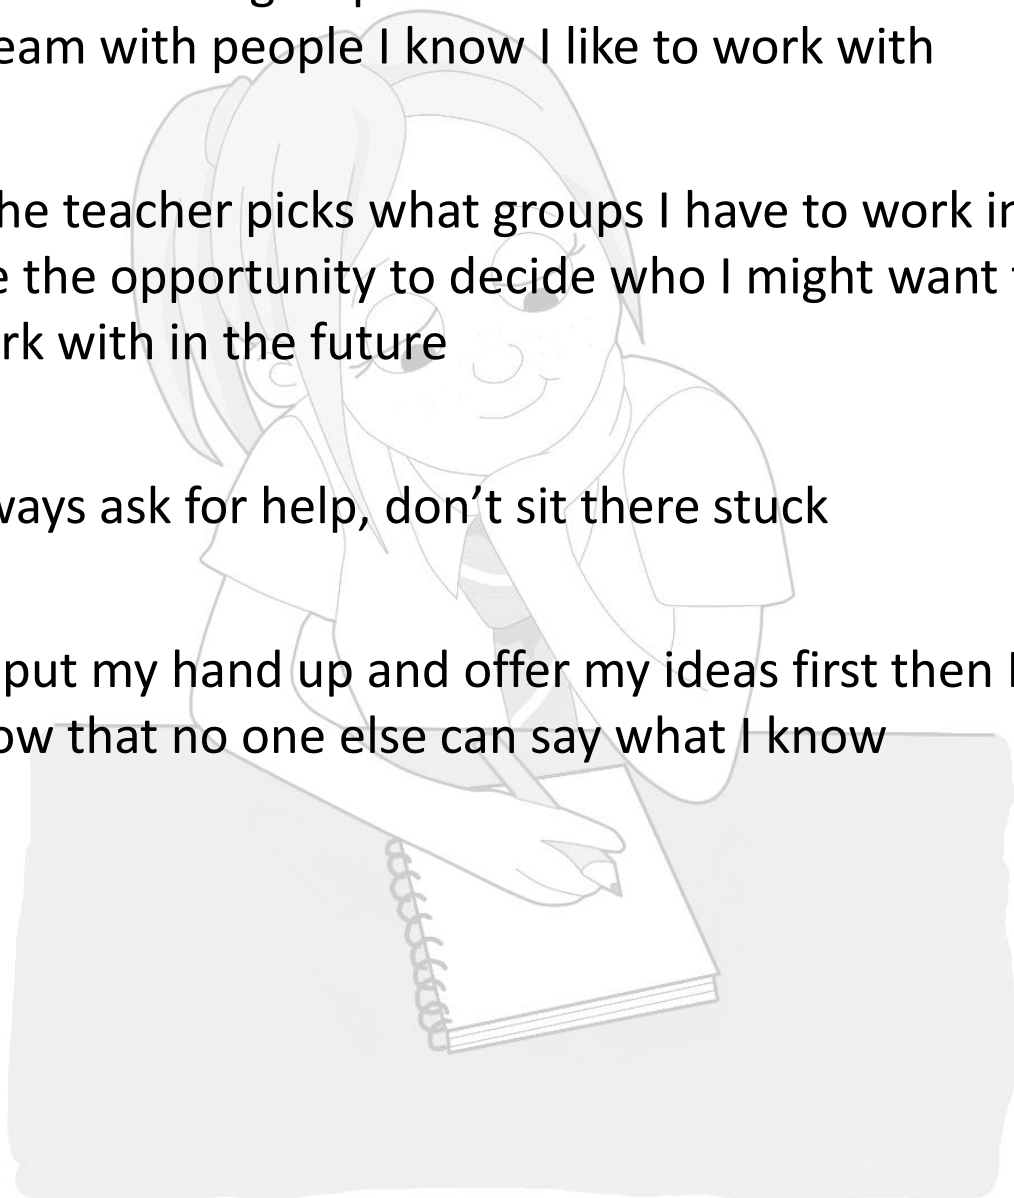 eam with people I know I like to work with
he teacher picks what groups I have to work in
e the opportunity to decide who I might want
rk with in the future
ways ask for help, don’t sit there stuck
put my hand up and offer my ideas first then I
ow that no one else can say what I know